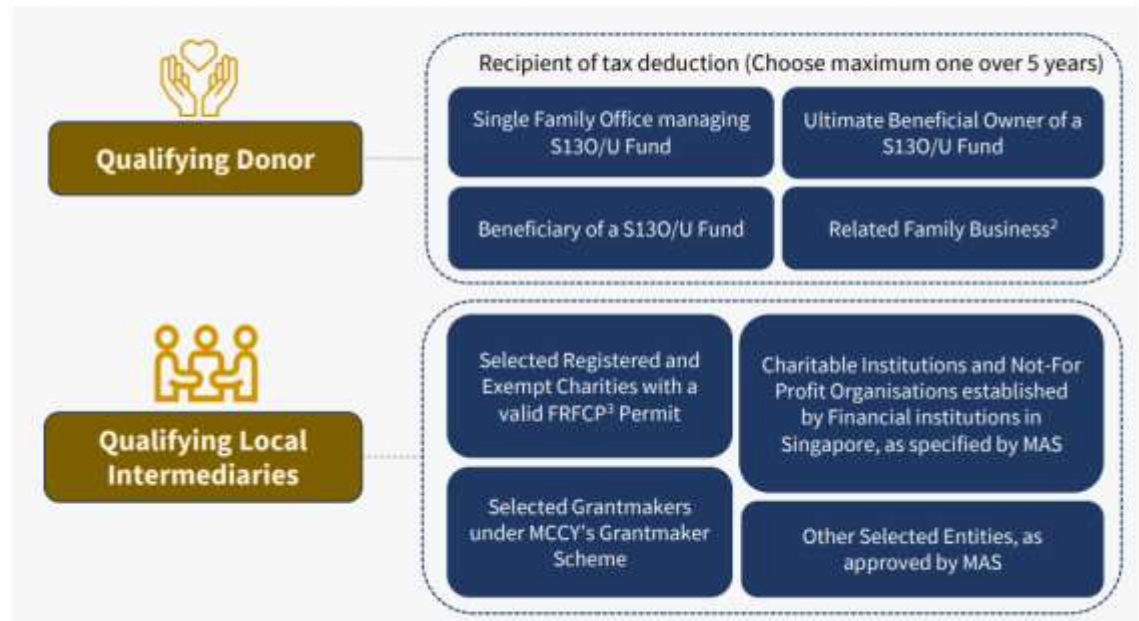 Recipient of tax deduction (Choose maximum one over 5 years)
Qualifying Donor
Single Family Office managing
S13O/U Fund
Ultimate Beneficial Owner of a
S13O/U Fund
Beneficiary of a S13O/U Fund
Related Family Business²
Qualifying Local
Intermediaries
Selected Registered and
Exempt Charities with a
valid FRFCP³ Permit
Charitable Institutions and Not-For
Profit Organisations established
by Financial institutions in
Singapore, as specified by MAS
Selected Grantmakers
under MCCY's Grantmaker
Scheme
Other Selected Entities, as
approved by MAS